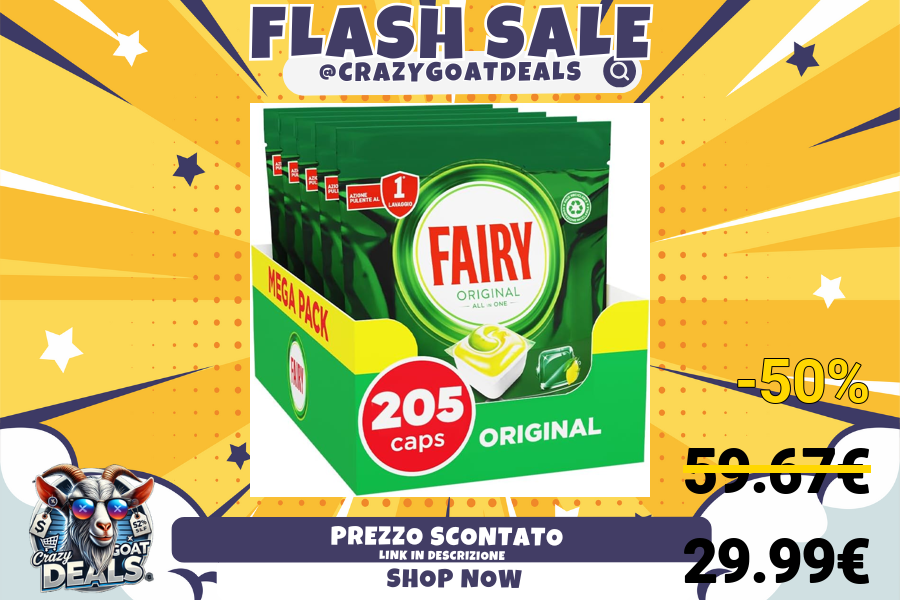 FLASH SALE
@CRAZYGOATDEALS
AZIONE
PULENTE AL
1°
LAVAGGIO
FAIRY
ORIGINAL
ALL IN ONE
MEGA PACK
FAIRY
205
caps
ORIGINAL
-50%
59.67€
29.99€
PREZZO SCONTATO
LINK IN DESCRIZIONE
SHOP NOW
$
52%
Crazy
GOAT
DEALS